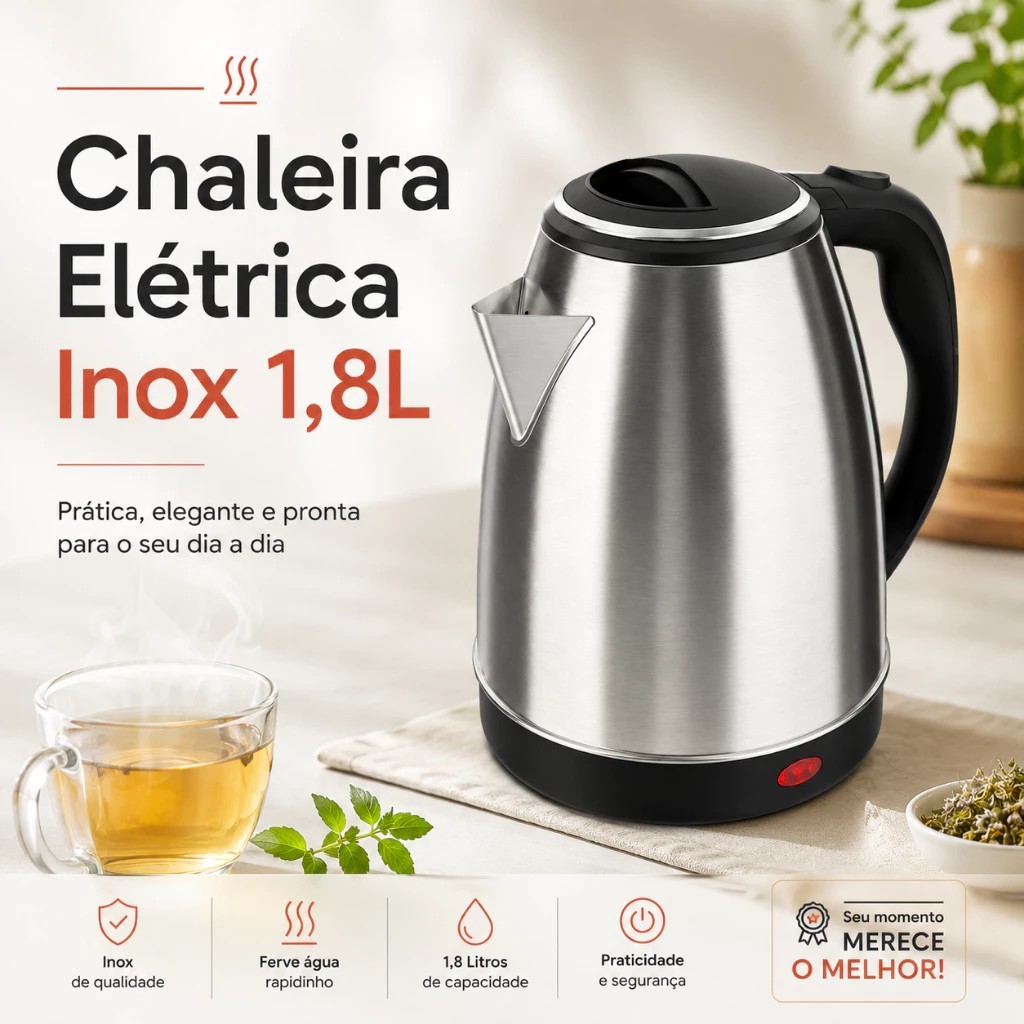 Chaleira
Elétrica
Inox 1,8L
Prática, elegante e pronta
para o seu dia a dia
Inox
de qualidade
Ferve água
rapidinho
1,8 Litros
de capacidade
Praticidade
e segurança
Seu momento
MERECE
O MELHOR!